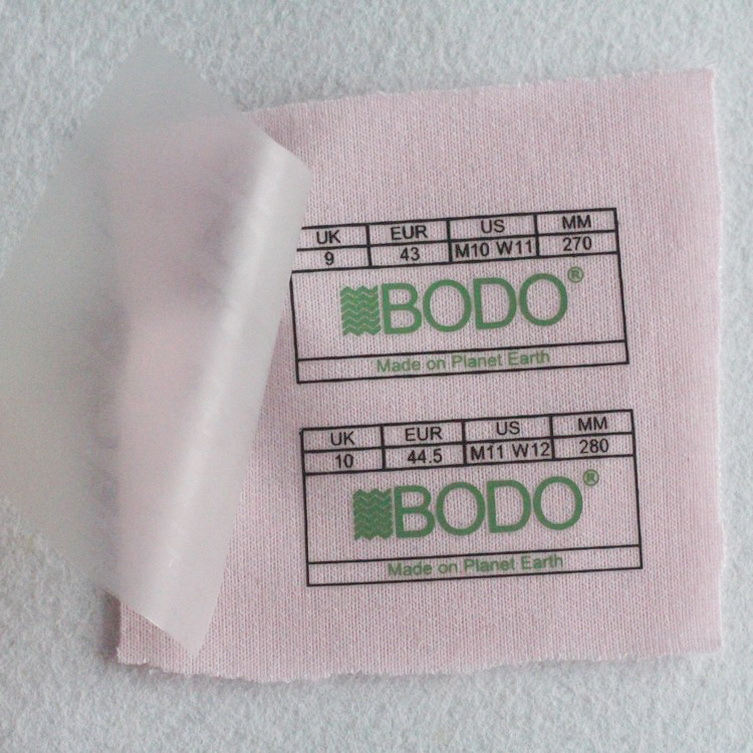 UK EUR US MM
9 43 M10 W11 270
BODO®
Made on Planet Earth
UK EUR US MM
10 44.5 M11 W12 280
BODO®
Made on Planet Earth